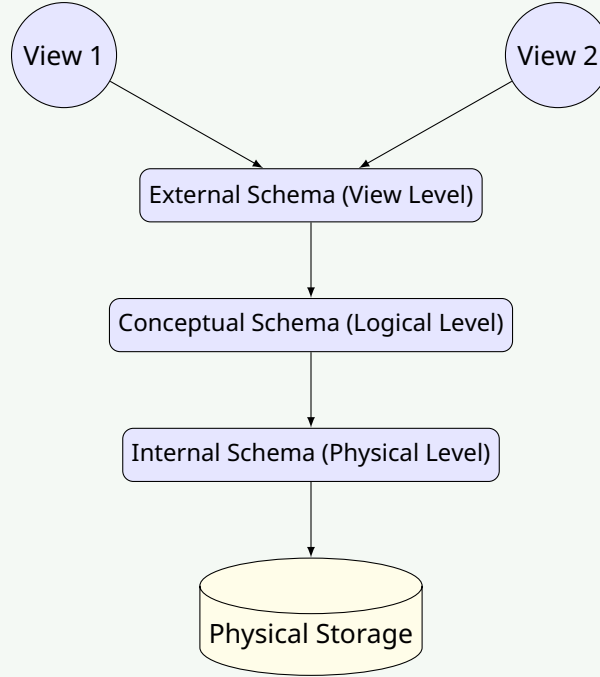 View 1
View 2
External Schema (View Level)
Conceptual Schema (Logical Level)
Internal Schema (Physical Level)
Physical Storage